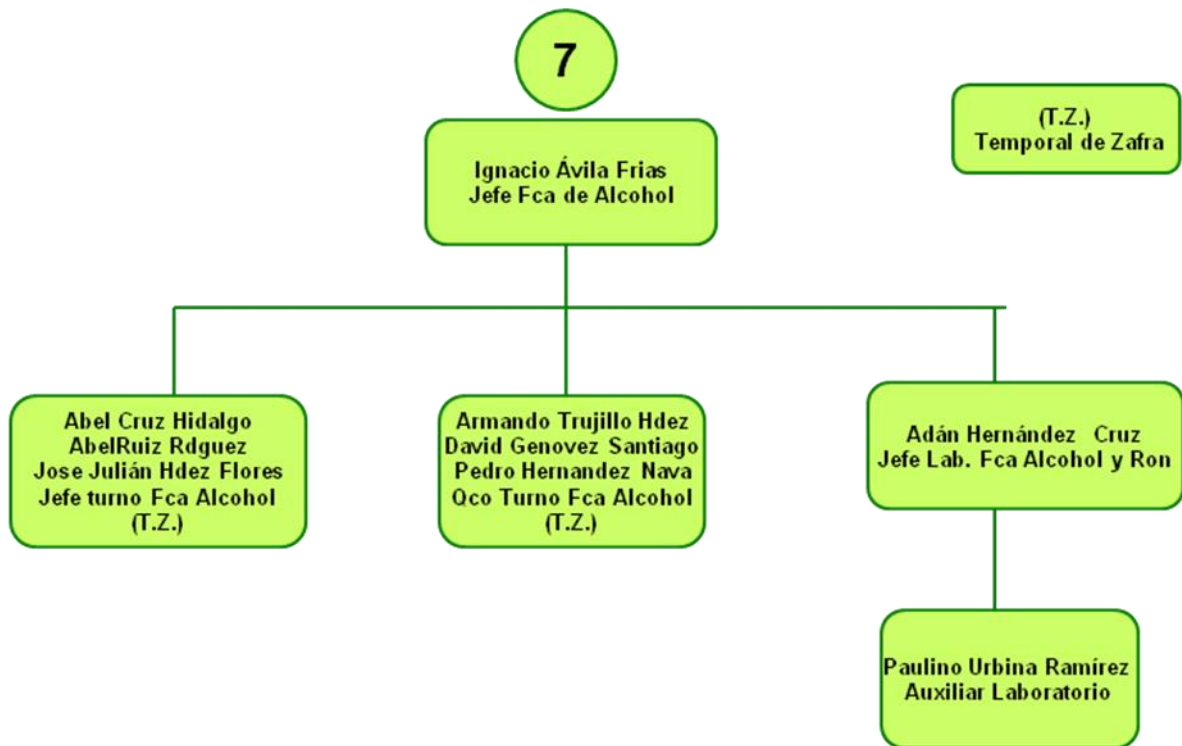 7
(T.Z.)
Temporal de Zafra
Ignacio Ávila Frias
Jefe Fca de Alcohol
Abel Cruz Hidalgo
AbelRuiz Rdguez
Jose Julián Hdez Flores
Jefe turno Fca Alcohol
(T.Z.)
Armando Trujillo Hdez
David Genovez Santiago
Pedro Hernandez Nava
Qco Turno Fca Alcohol
(T.Z.)
Adán Hernández Cruz
Jefe Lab. Fca Alcohol y Ron
Paulino Urbina Ramírez
Auxiliar Laboratorio